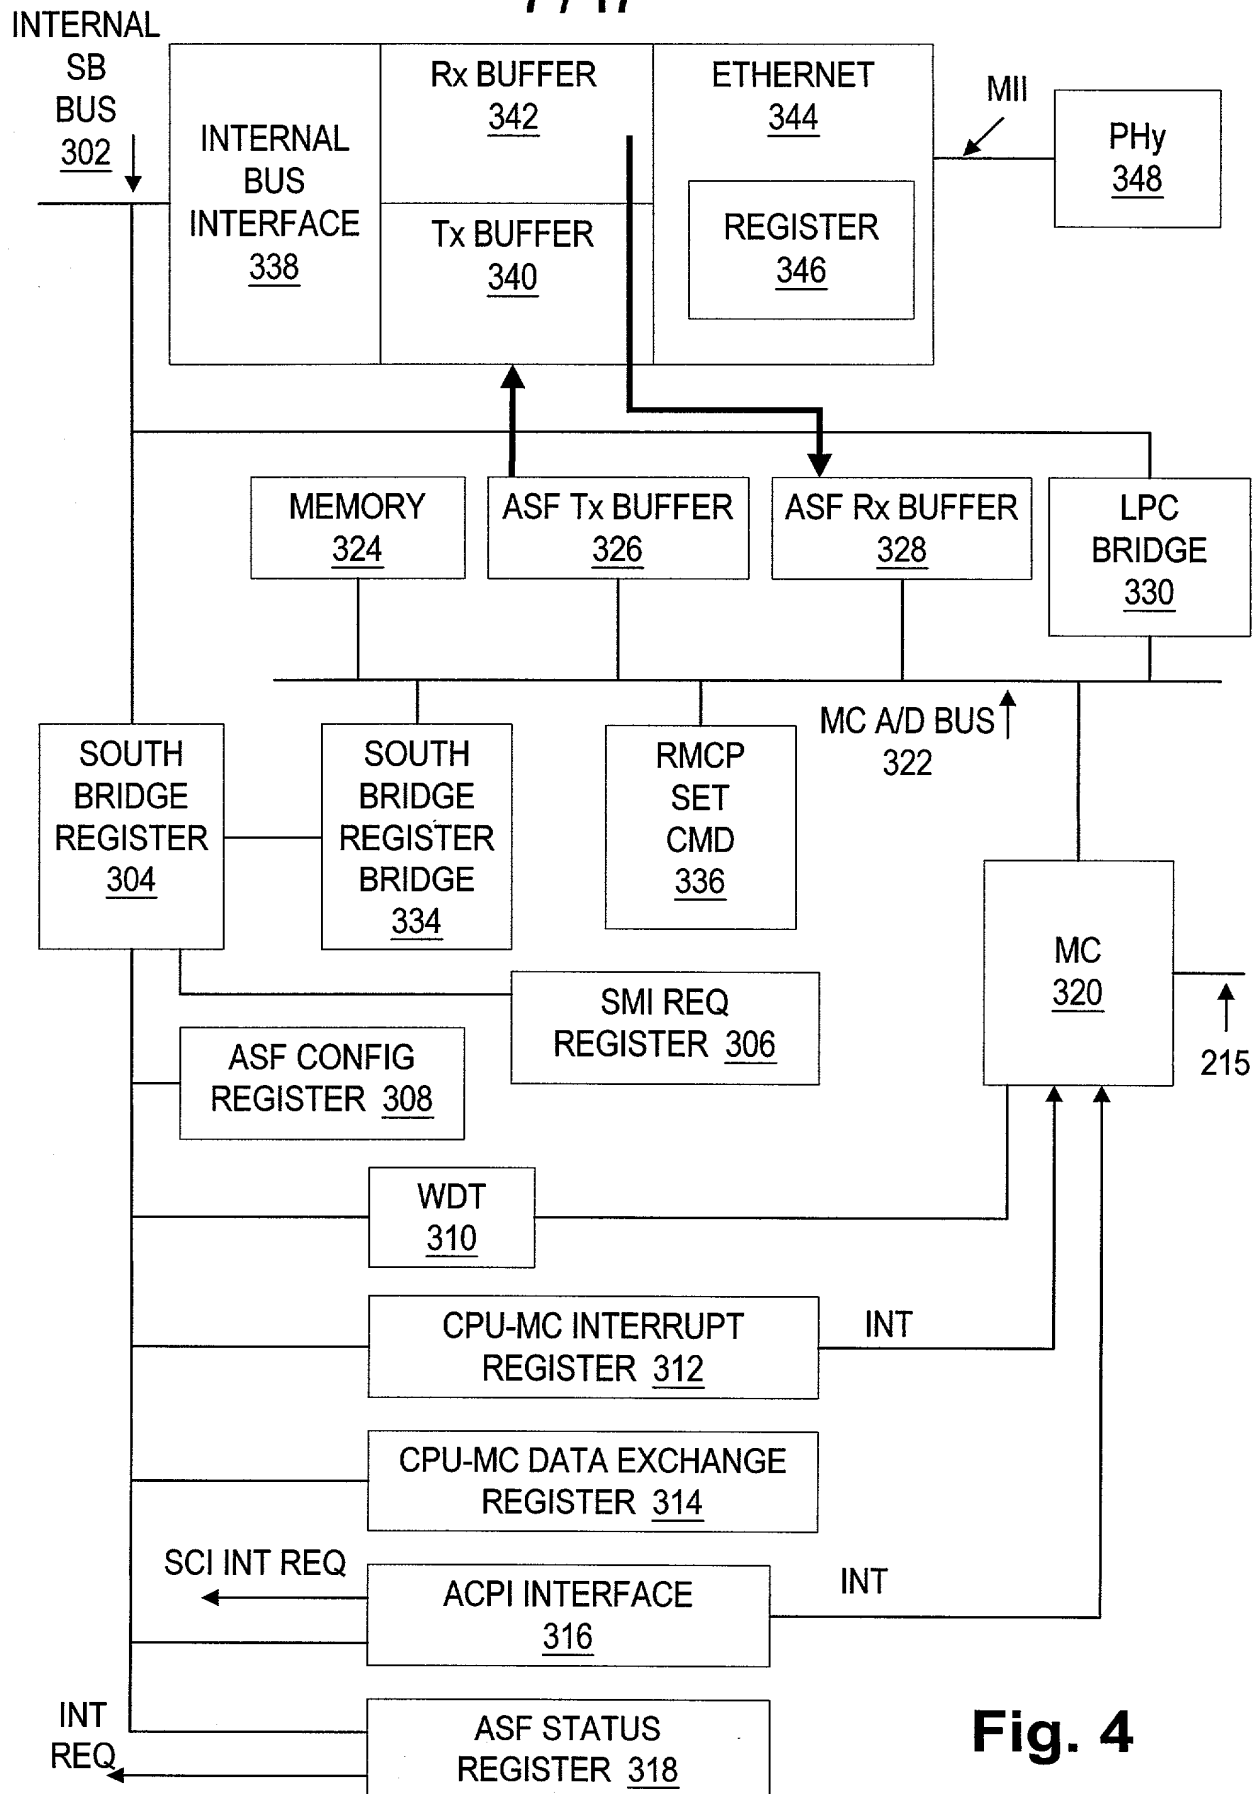 INTERNAL
SB
BUS
302
INTERNAL
BUS
INTERFACE
338
Rx BUFFER
342
Tx BUFFER
340
ETHERNET
344
REGISTER
346
MII
PHy
348
MEMORY
324
ASF Tx BUFFER
326
ASF Rx BUFFER
328
LPC
BRIDGE
330
MC A/D BUS
322
SOUTH
BRIDGE
REGISTER
304
SOUTH
BRIDGE
REGISTER
BRIDGE
334
RMCP
SET
CMD
336
MC
320
215
SMI REQ
REGISTER 306
ASF CONFIG
REGISTER 308
WDT
310
CPU-MC INTERRUPT
REGISTER 312
INT
CPU-MC DATA EXCHANGE
REGISTER 314
SCI INT REQ
ACPI INTERFACE
316
INT
INT
REQ
ASF STATUS
REGISTER 318
Fig. 4